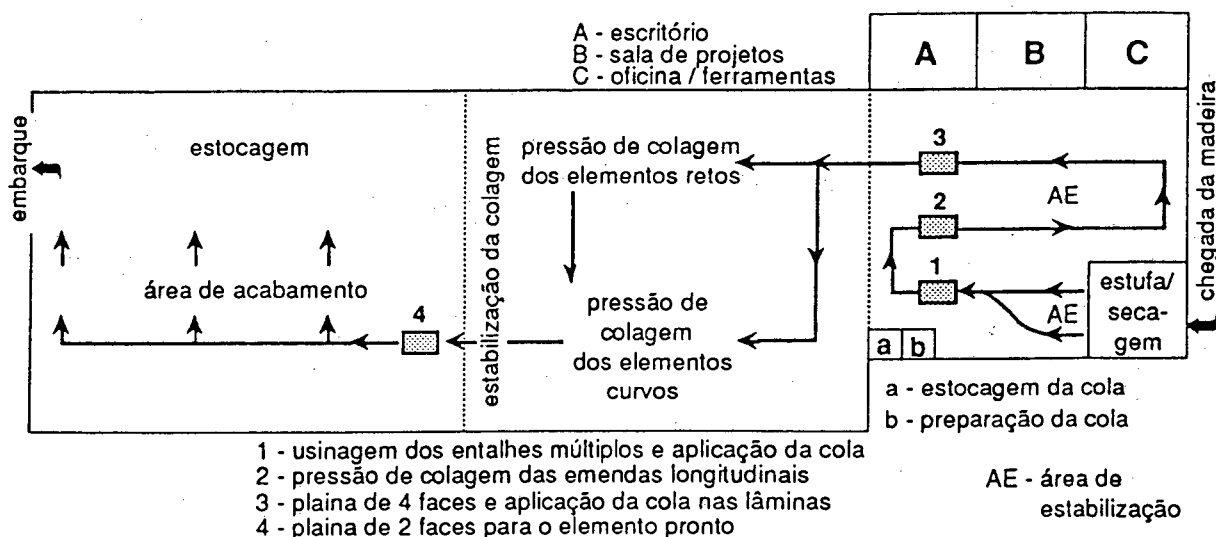 A - escritório
B - sala de projetos
C - oficina / ferramentas
A
B
C
embarque
estocagem
estabilização da colagem
pressão de colagem
dos elementos retos
3
AE
2
chegada da madeira
área de acabamento
4
pressão de
colagem
dos elementos
curvos
1
AE
estufa/
seca-
gem
a
b
a - estocagem da cola
b - preparação da cola
1 - usinagem dos entalhes múltiplos e aplicação da cola
2 - pressão de colagem das emendas longitudinais
3 - plaina de 4 faces e aplicação da cola nas lâminas
4 - plaina de 2 faces para o elemento pronto
AE - área de
estabilização